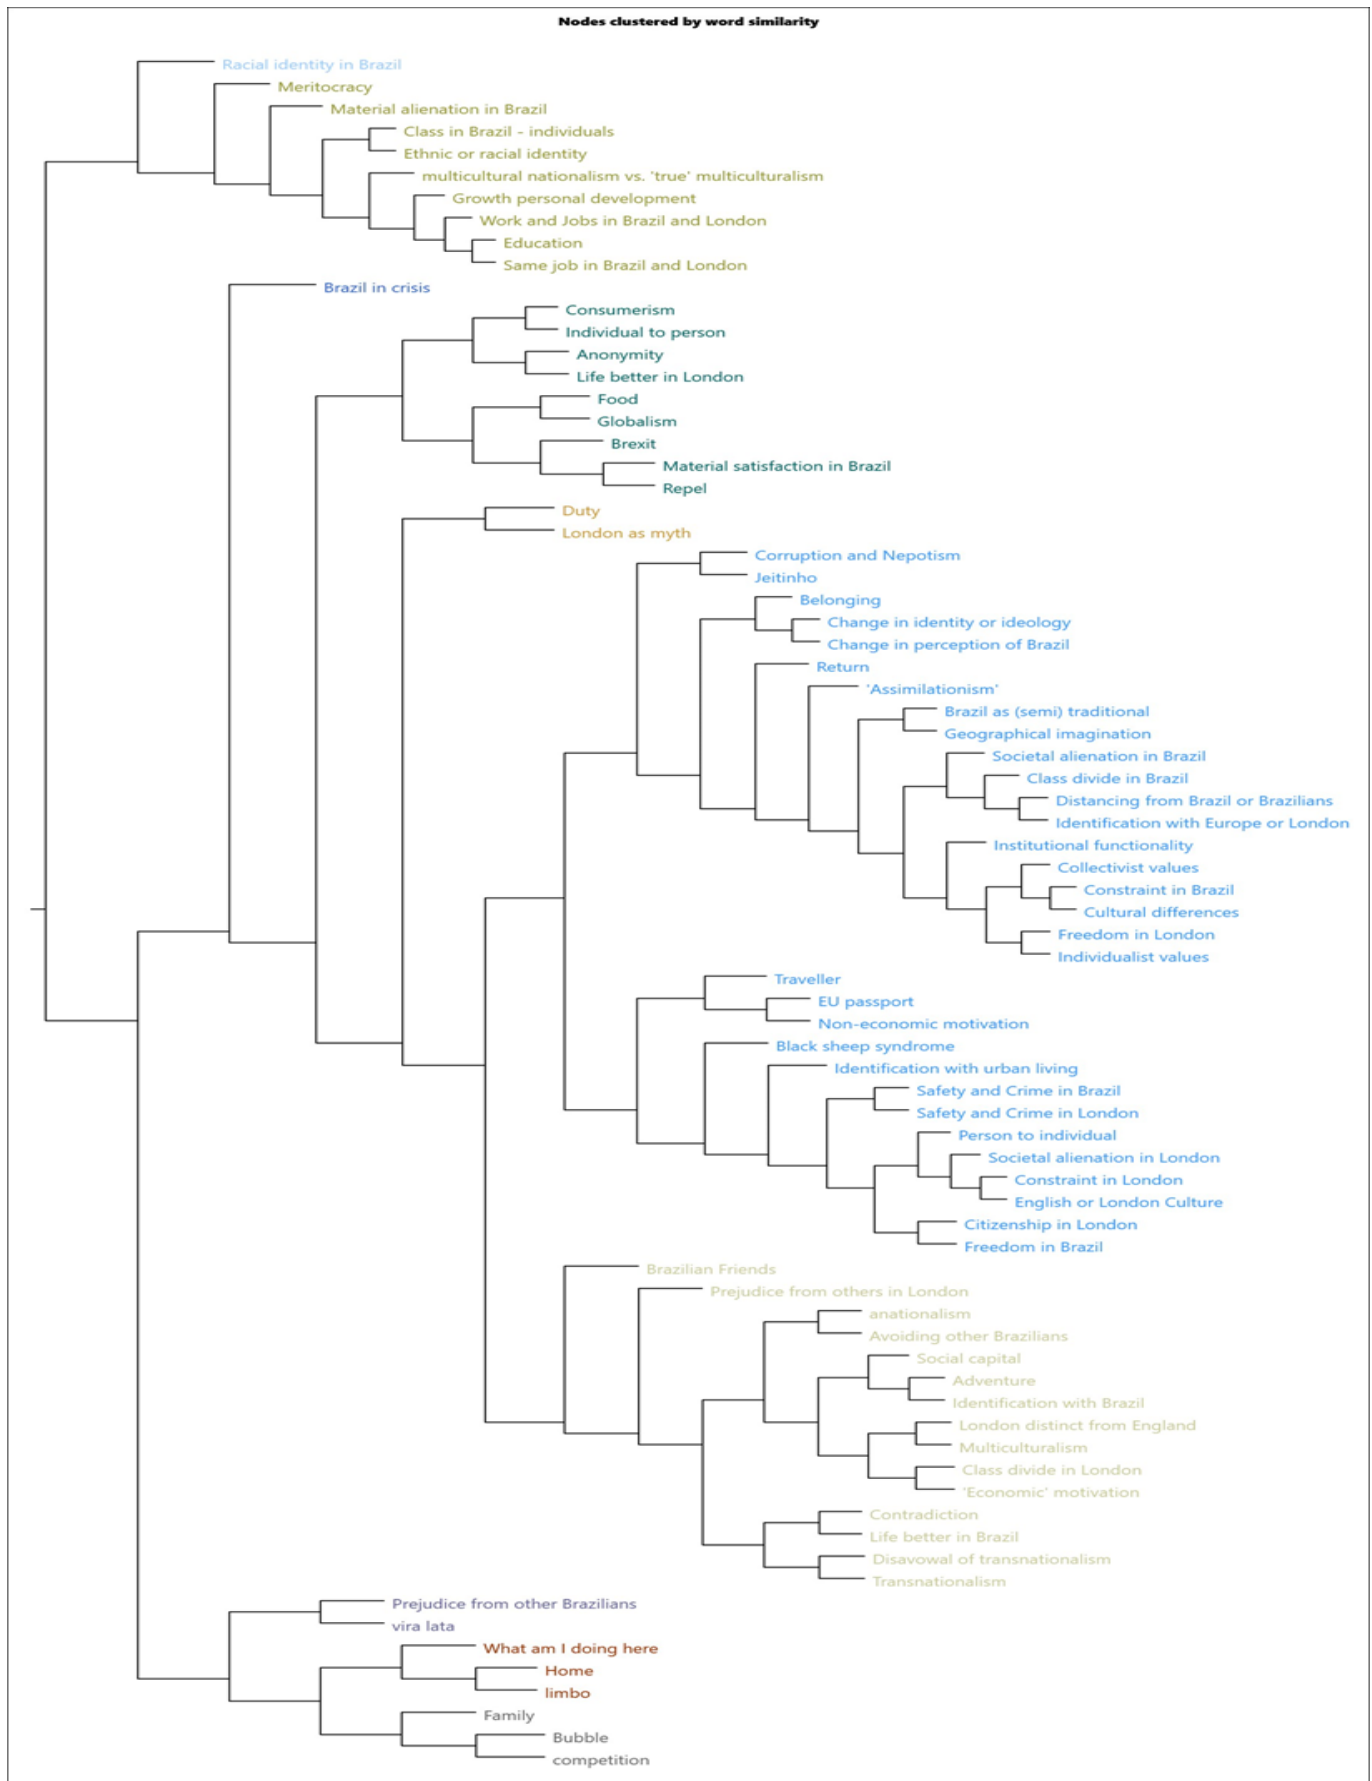 Nodes clustered by word similarity
Racial identity in Brazil
Meritocracy
Material alienation in Brazil
Class in Brazil - individuals
Ethnic or racial identity
multicultural nationalism vs. 'true' multiculturalism
Growth personal development
Work and Jobs in Brazil and London
Education
Same job in Brazil and London
Brazil in crisis
Consumerism
Individual to person
Anonymity
Life better in London
Food
Globalism
Brexit
Material satisfaction in Brazil
Repel
Duty
London as myth
Corruption and Nepotism
Jeitinho
Belonging
Change in identity or ideology
Change in perception of Brazil
Return
'Assimilationism'
Brazil as (semi) traditional
Geographical imagination
Societal alienation in Brazil
Class divide in Brazil
Distancing from Brazil or Brazilians
Identification with Europe or London
Institutional functionality
Collectivist values
Constraint in Brazil
Cultural differences
Freedom in London
Individualist values
Traveller
EU passport
Non-economic motivation
Black sheep syndrome
Identification with urban living
Safety and Crime in Brazil
Safety and Crime in London
Person to individual
Societal alienation in London
Constraint in London
English or London Culture
Citizenship in London
Freedom in Brazil
Brazilian Friends
Prejudice from others in London
anationalism
Avoiding other Brazilians
Social capital
Adventure
Identification with Brazil
London distinct from England
Multiculturalism
Class divide in London
'Economic' motivation
Contradiction
Life better in Brazil
Disavowal of transnationalism
Transnationalism
Prejudice from other Brazilians
vira lata
What am I doing here
Home
limbo
Family
Bubble
competition